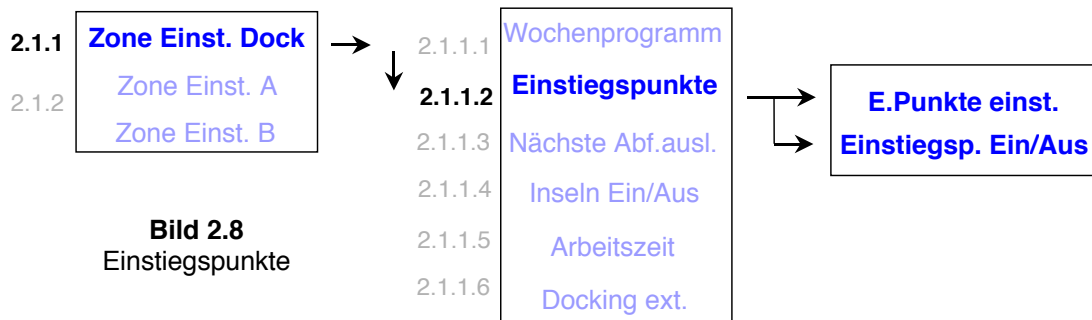 2.1.1 Zone Einst. Dock
2.1.2 Zone Einst. A
Zone Einst. B
Bild 2.8
Einstiegspunkte
2.1.1.1 Wochenprogramm
2.1.1.2 Einstiegspunkte
2.1.1.3 Nächste Abf.ausl.
2.1.1.4 Inseln Ein/Aus
2.1.1.5 Arbeitszeit
2.1.1.6 Docking ext.
E.Punkte einst.
Einstiegsp. Ein/Aus